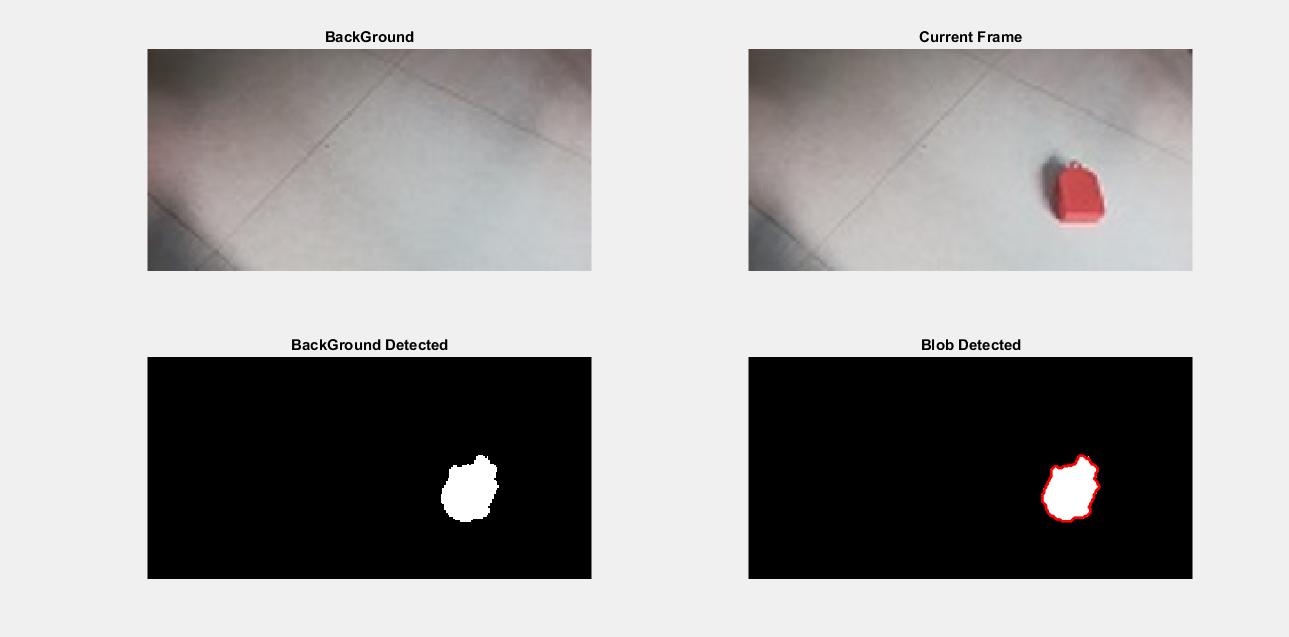 BackGround
Current Frame
BackGround Detected
Blob Detected